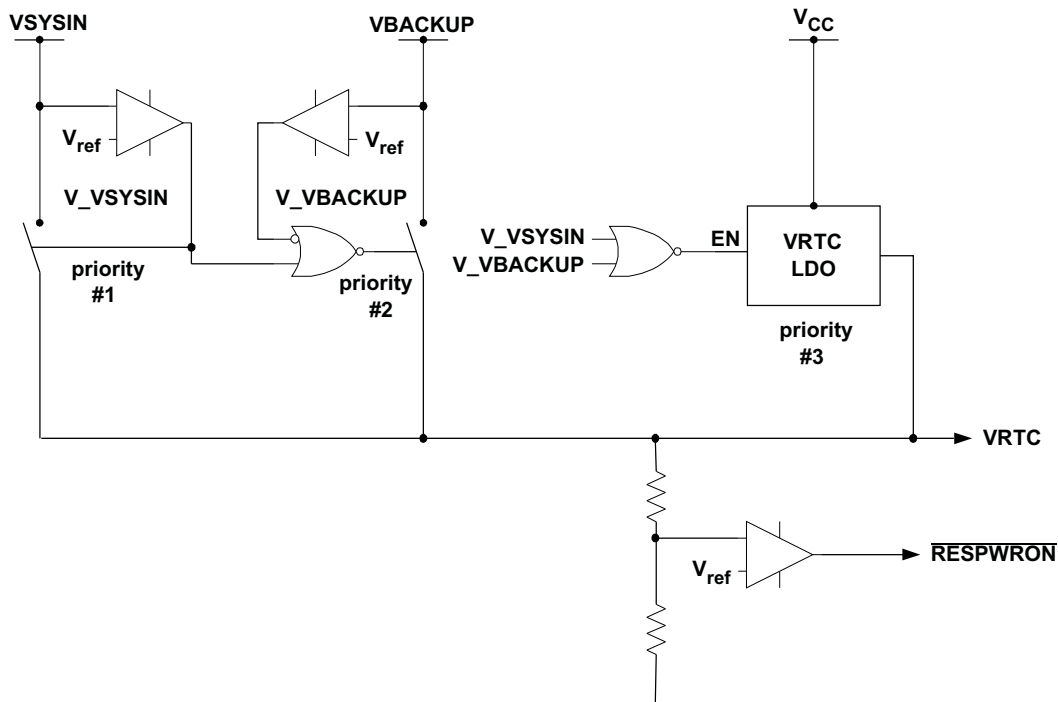 VSYSIN
VBACKUP
VCC
Vref
Vref
V_VSYSIN
V_VBACKUP
priority
#1
priority
#2
V_VSYSIN
V_VBACKUP
EN
VRTC
LDO
priority
#3
VRTC
Vref
RESPWRON